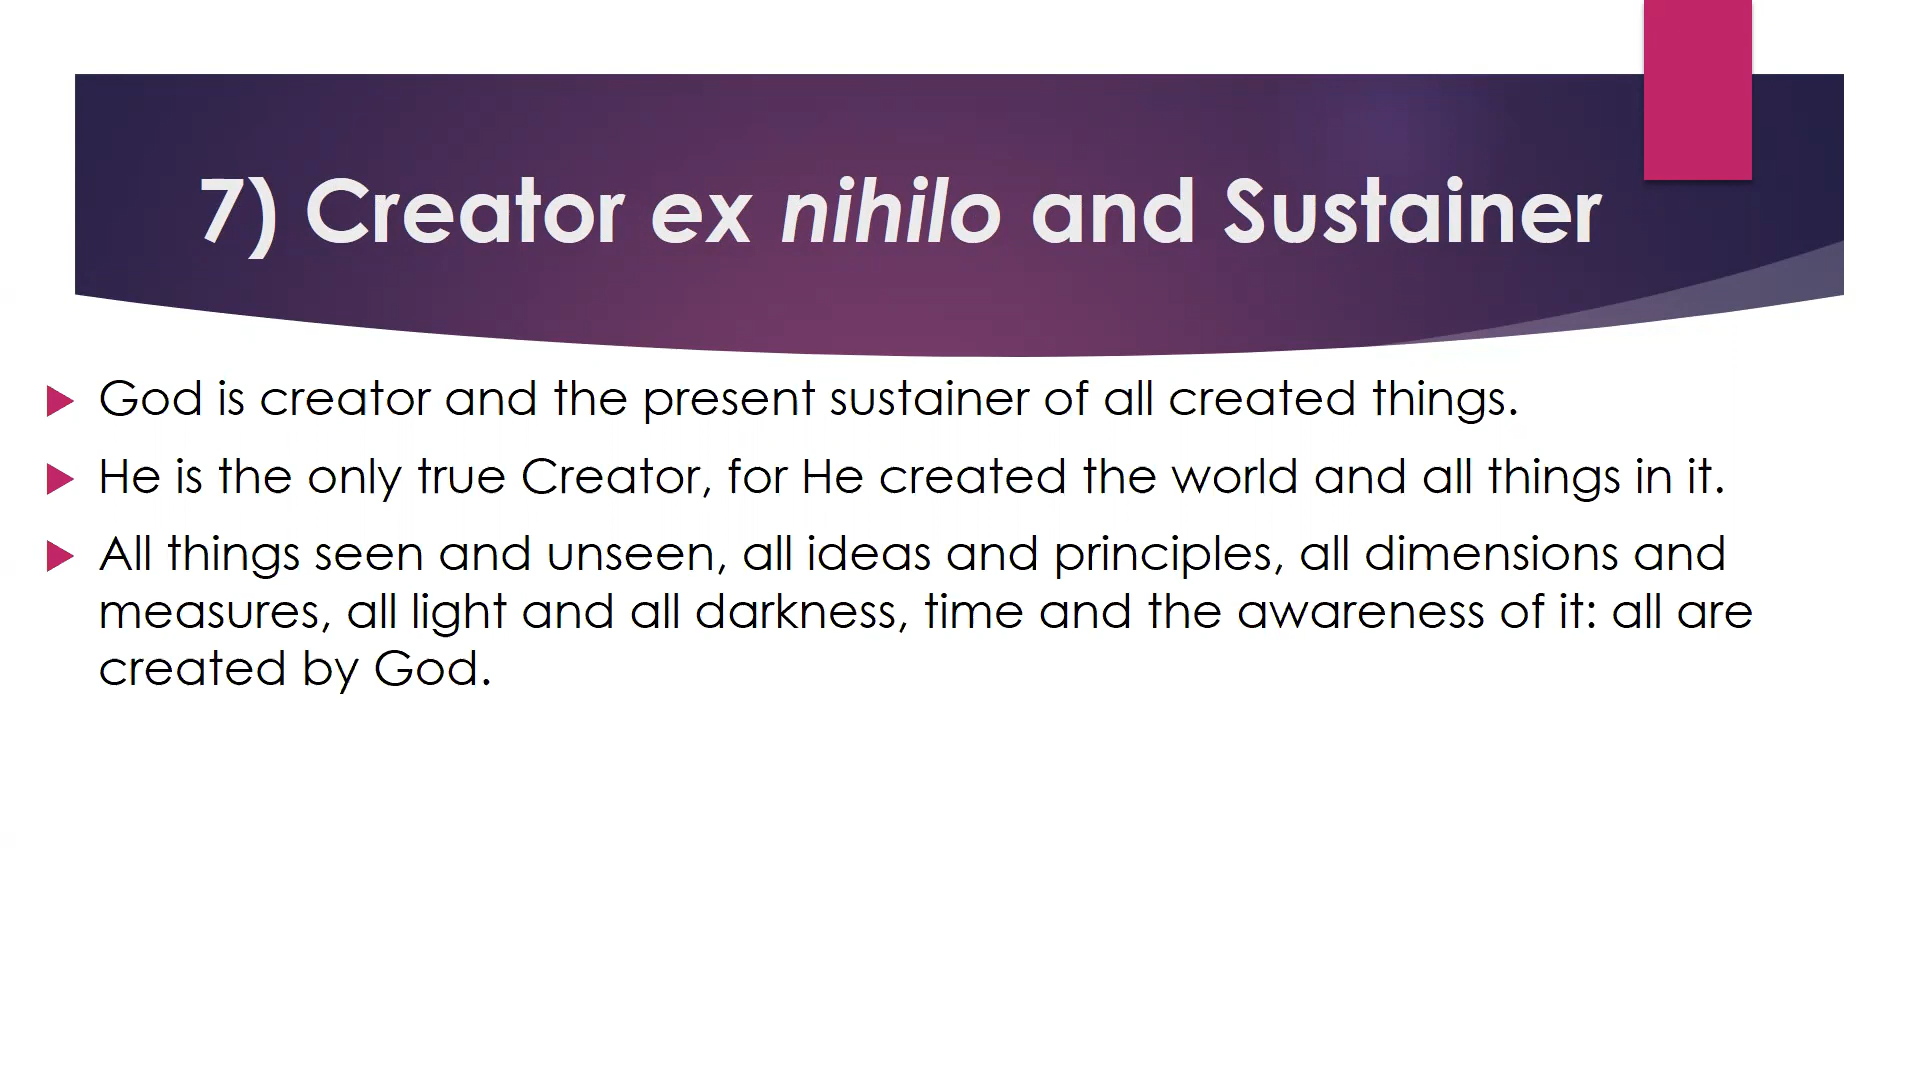 7) Creator ex nihilo and Sustainer
God is creator and the present sustainer of all created things.
He is the only true Creator, for He created the world and all things in it.
All things seen and unseen, all ideas and principles, all dimensions and
measures, all light and all darkness, time and the awareness of it: all are
created by God.